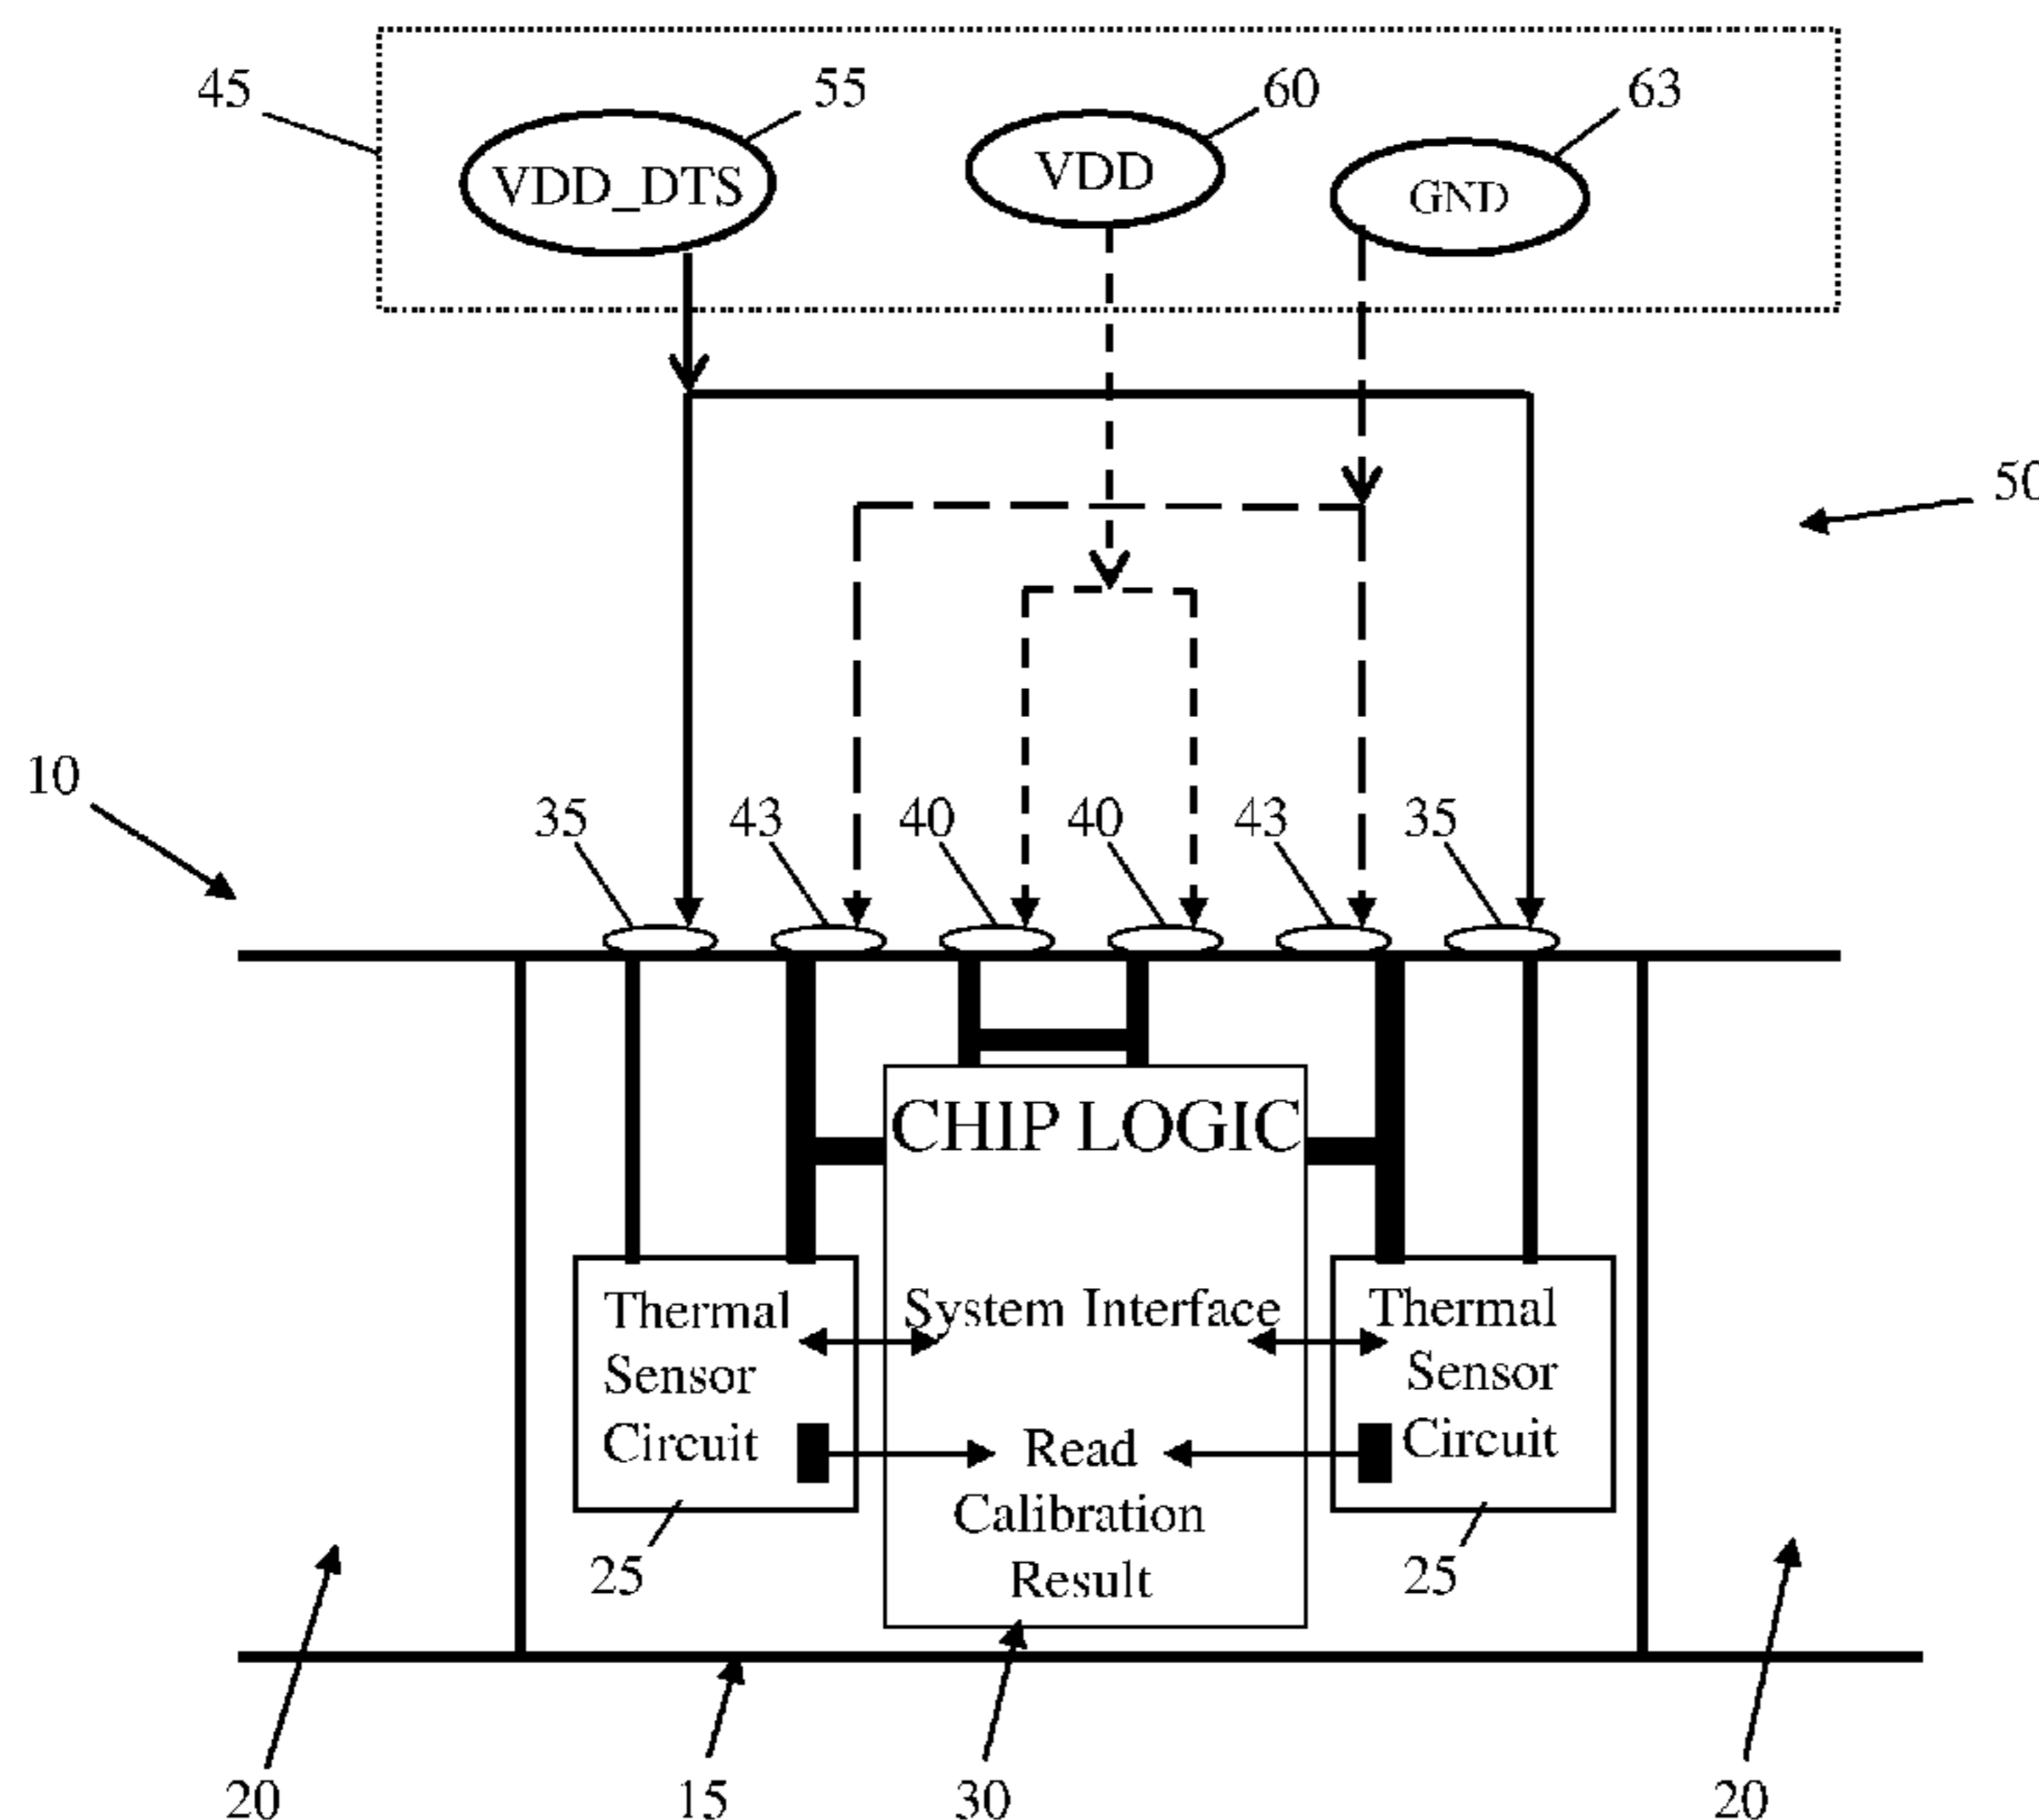 45
55
60
63
VDD_DTS
VDD
GND
50
10
35
43
40
40
43
35
CHIP LOGIC
Thermal
Sensor
Circuit
System Interface
Read
Calibration
Result
Thermal
Sensor
Circuit
25
25
20
15
30
20